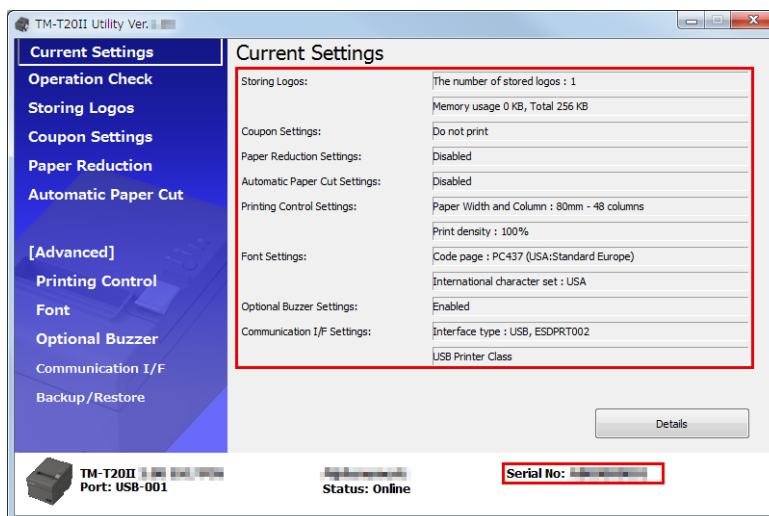 TM-T20II Utility Ver.
Current Settings
Operation Check
Storing Logos
Coupon Settings
Paper Reduction
Automatic Paper Cut
[Advanced]
Printing Control
Font
Optional Buzzer
Communication I/F
Backup/Restore
Current Settings
Storing Logos: The number of stored logos : 1
Memory usage 0 KB, Total 256 KB
Coupon Settings: Do not print
Paper Reduction Settings: Disabled
Automatic Paper Cut Settings: Disabled
Printing Control Settings: Paper Width and Column : 80mm - 48 columns
Print density : 100%
Font Settings: Code page : PC437 (USA:Standard Europe)
International character set : USA
Optional Buzzer Settings: Enabled
Communication I/F Settings: Interface type : USB, ESDPRT002
USB Printer Class
Details
TM-T20II
Port: USB-001
Status: Online
Serial No: